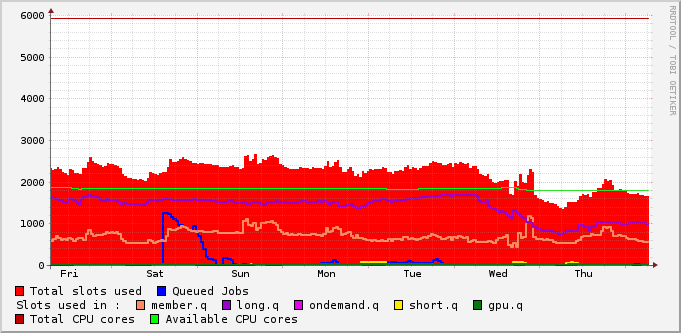 RRDTOOL / TOBI OETIKER
6000
5000
4000
3000
2000
1000
0
Fri Sat Sun Mon Tue Wed Thu
Total slots used Queued Jobs
Slots used in : member.q long.q ondemand.q short.q gpu.q
Total CPU cores Available CPU cores